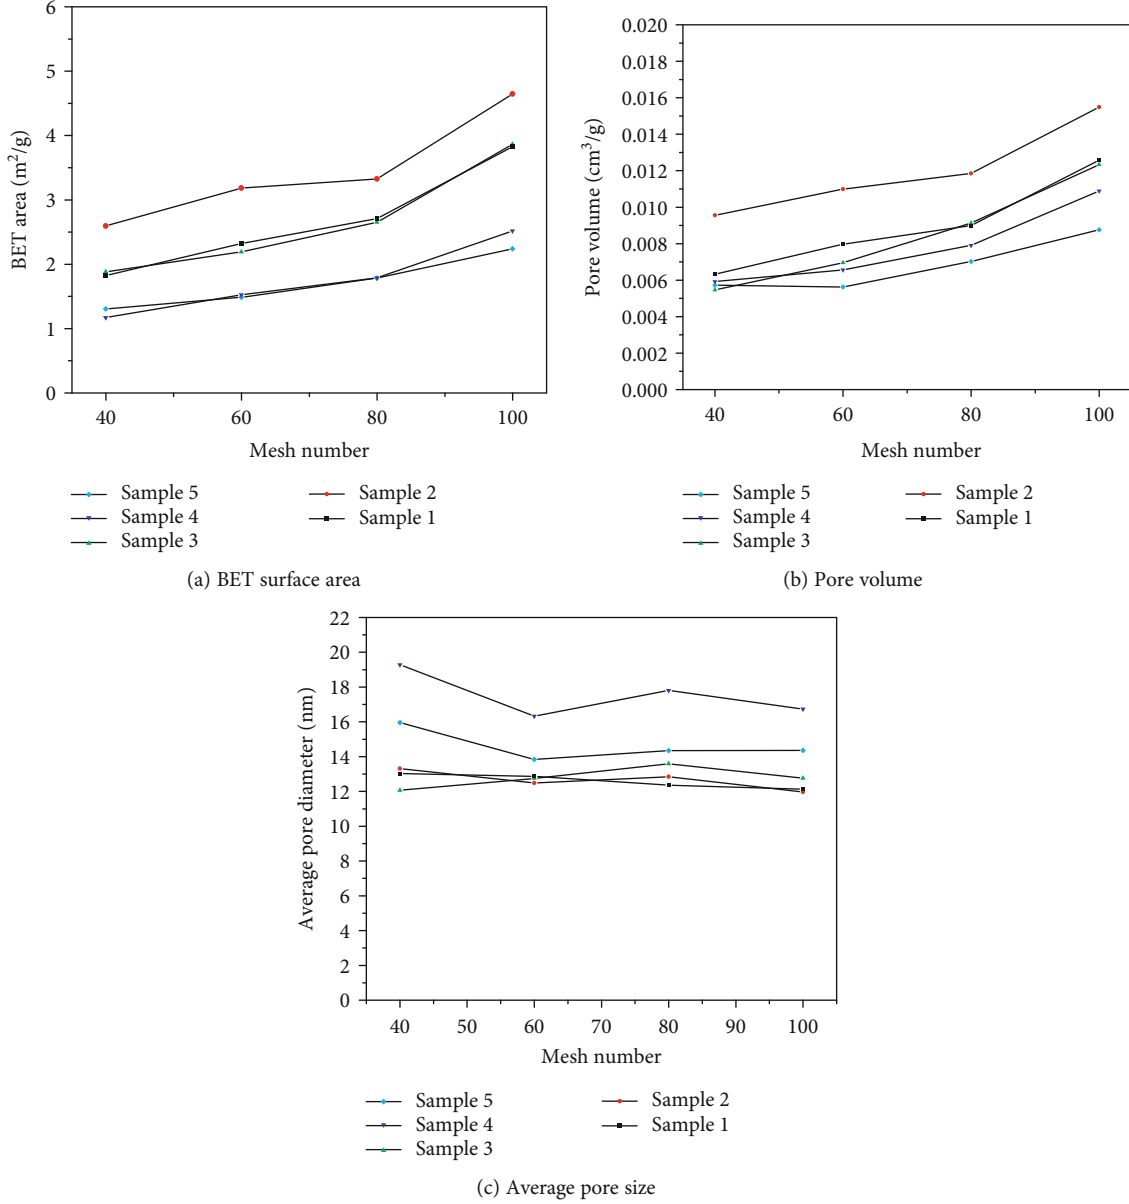 6
5
4
3
2
1
0
BET area (m²/g)
40 60 80 100
Mesh number
Sample 5 Sample 2
Sample 4 Sample 1
Sample 3
(a) BET surface area
0.020
0.018
0.016
0.014
0.012
0.010
0.008
0.006
0.004
0.002
0.000
Pore volume (cm³/g)
40 60 80 100
Mesh number
Sample 5 Sample 2
Sample 4 Sample 1
Sample 3
(b) Pore volume
22
20
18
16
14
12
10
8
6
4
2
0
Average pore diameter (nm)
40 50 60 70 80 90 100
Mesh number
Sample 5 Sample 2
Sample 4 Sample 1
Sample 3
(c) Average pore size